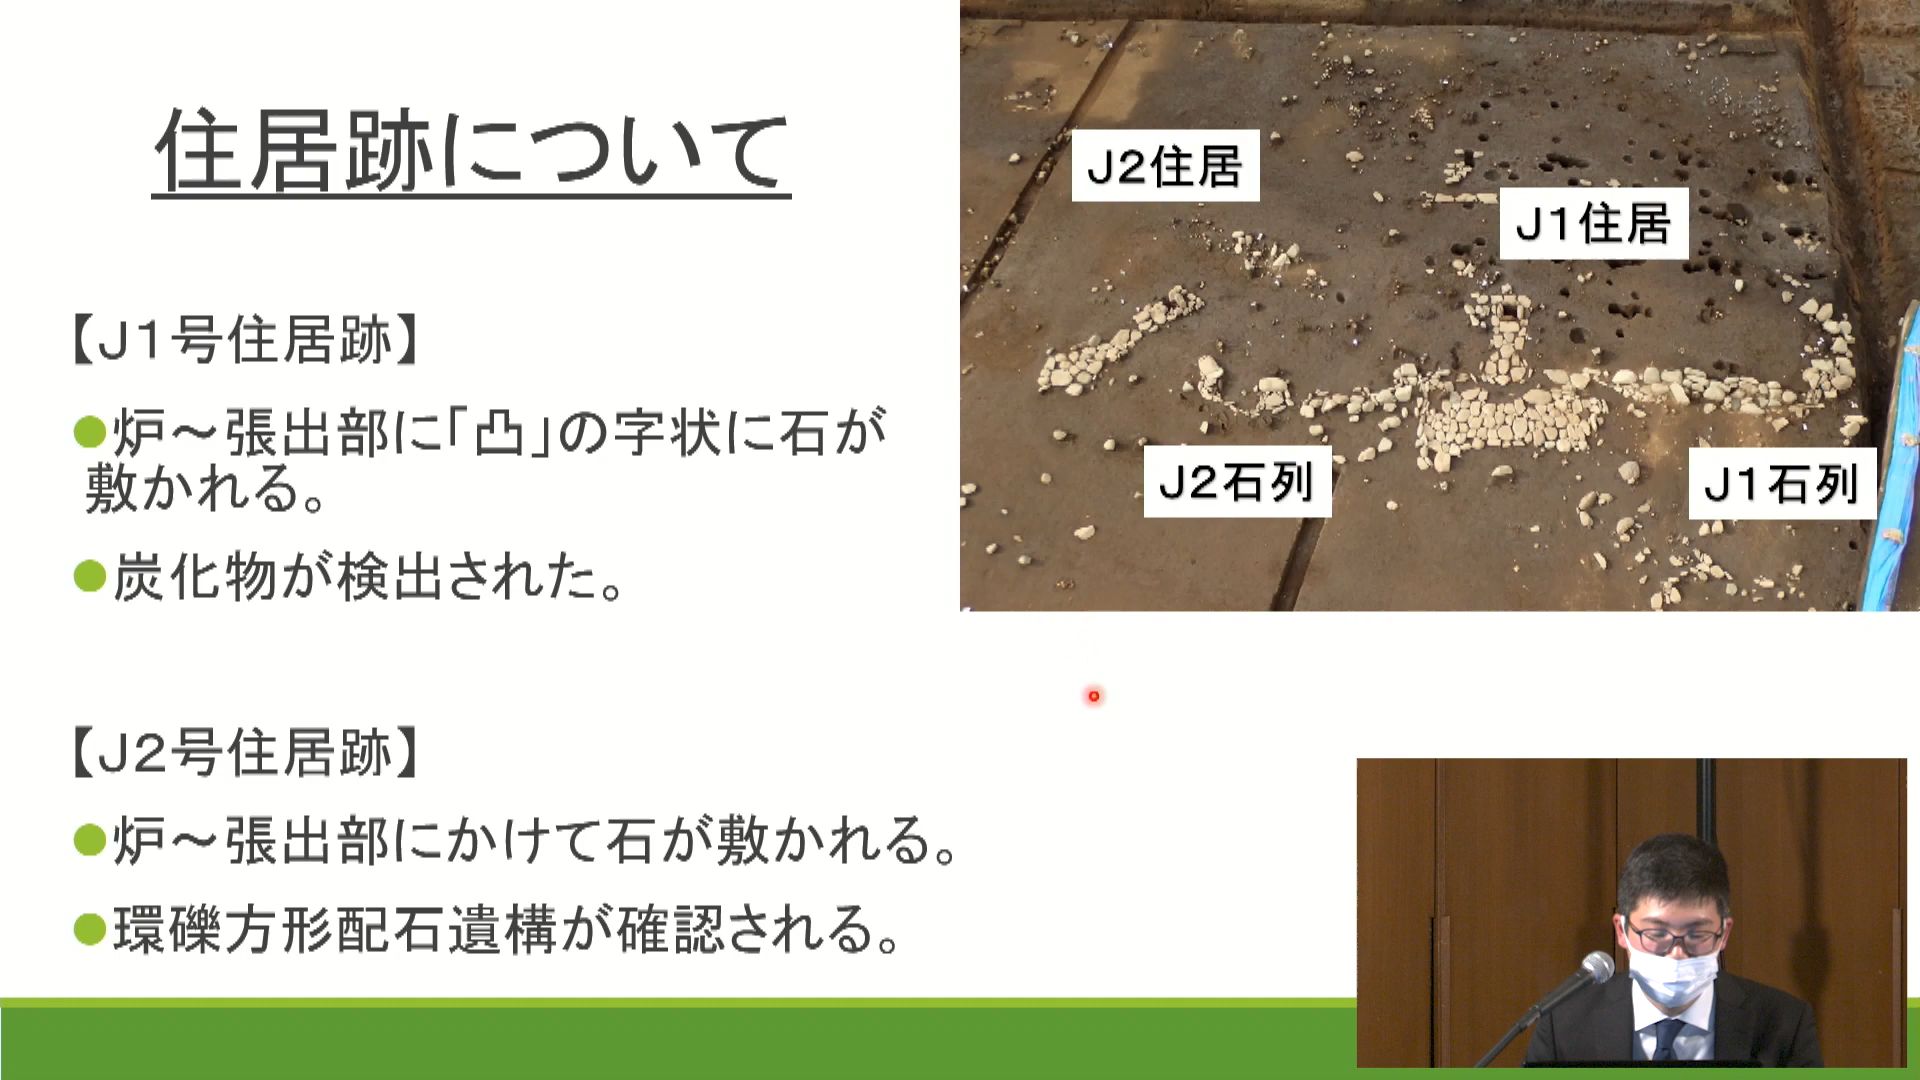 住居跡について
【J1号住居跡】
●炉～張出部に「凸」の字状に石が
敷かれる。
●炭化物が検出された。
【J2号住居跡】
●炉～張出部にかけて石が敷かれる。
●環礫方形配石遺構が確認される。
J2住居
J1住居
J2石列
J1石列